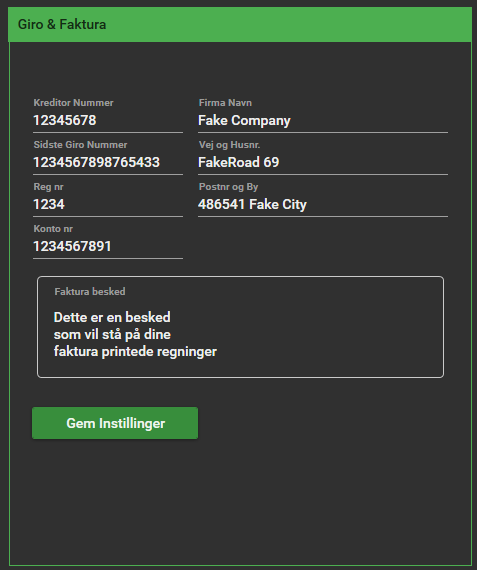 Giro & Faktura
Kreditor Nummer
12345678
Firma Navn
Fake Company
Sidste Giro Nummer
1234567898765433
Vej og Husnr.
FakeRoad 69
Reg nr
1234
Postnr og By
486541 Fake City
Konto nr
1234567891
Faktura besked
Dette er en besked
som vil stå på dine
faktura printede regninger
Gem Instillinger